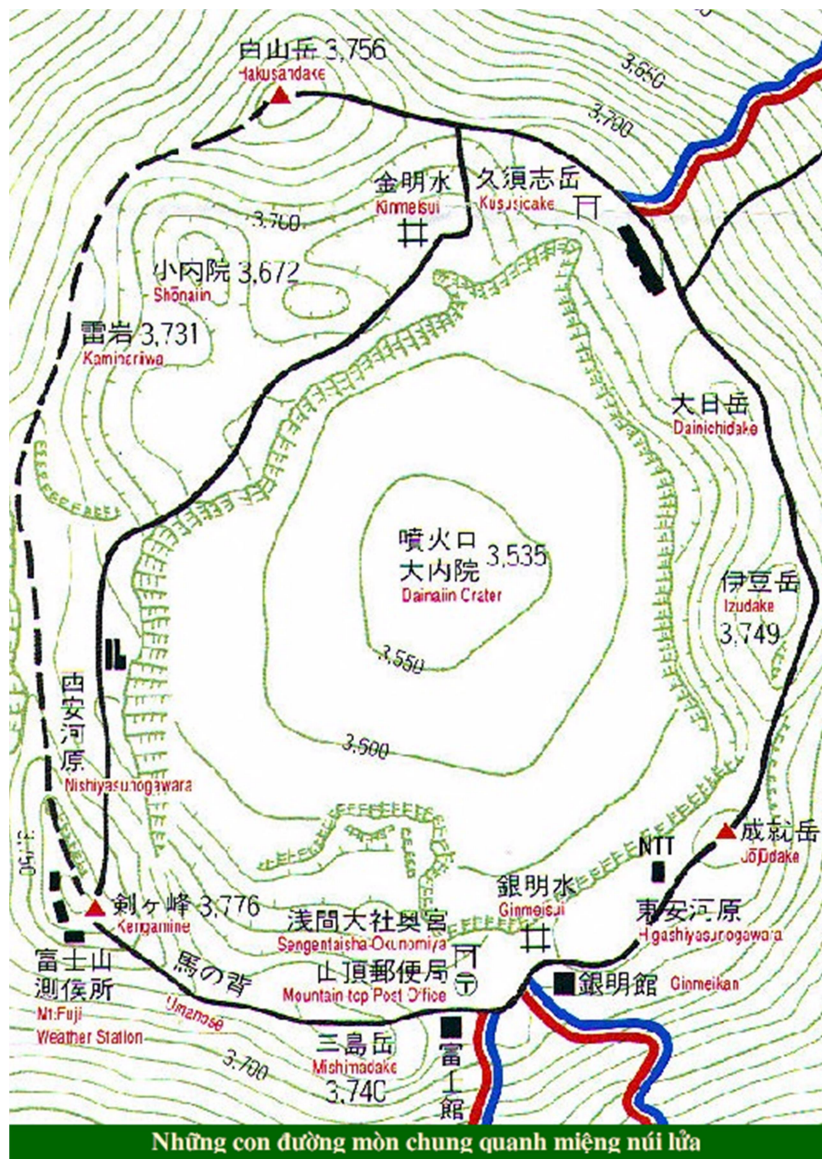 白山岳 3,756
Hakusandake
3,650
3,700
金明水
Kinmeisui
久須志岳
Kususicake
3,700
小内院 3,672
Shōnaiin
雷岩 3,731
Kaminariiwa
大日岳
Dainichidake
噴火口 3,535
大内院
Dainaiin Crater
伊豆岳
Izudake
3,749
3,550
3,500
西安河原
Nishiyasunogawara
3,750
NTT
成就岳
Jōjudake
剣ヶ峰 3,776
Kengamine
銀明水
Ginmeisui
東安河原
Higashiyasunogawara
浅間大社奥宮
Sengentaisha-Okunomiya
富士山
測候所
Mt.Fuji
Weather Station
馬の背
Umanose
山頂郵便局
Mountain top Post Office
銀明館 Ginmeikan
三島岳
Mishimadake
3,740
富士館
3,700
Những con đường mòn chung quanh miệng núi lửa